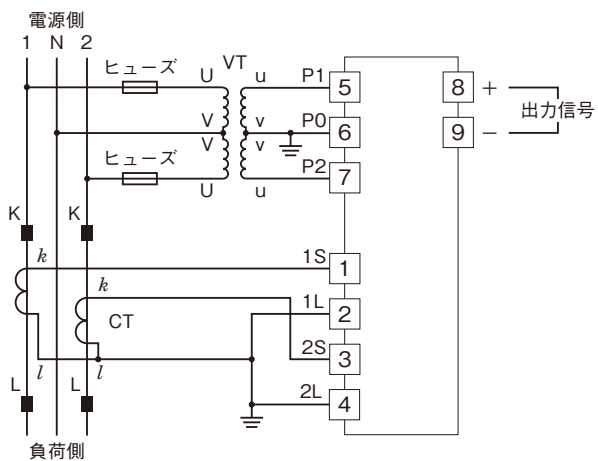 電源側
1 N 2
ヒューズ
U VT u P1 5 8 +
出力信号
V v P0 6 9 −
V v
ヒューズ
U u P2 7
K K
k 1S 1
k 1L 2
CT
2S 3
l l
L L 2L 4
負荷側